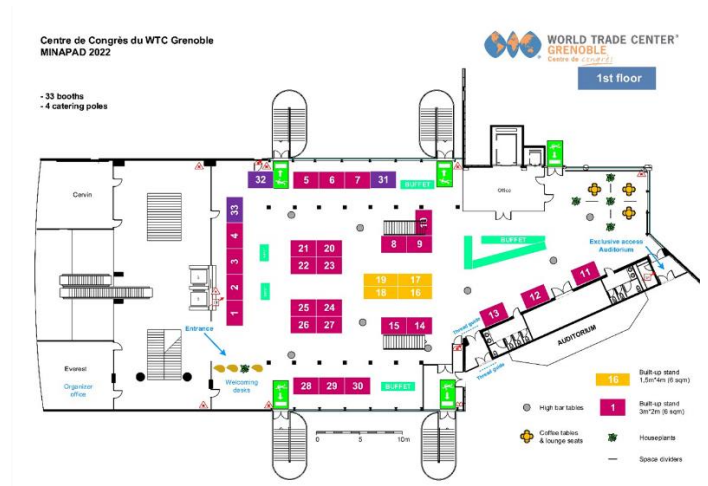 Centre de Congrès du WTC Grenoble
MINAPAD 2022
WORLD TRADE CENTER®
GRENOBLE
Centre de congrès
1st floor
- 33 booths
- 4 catering poles
Cervin
32
5
6
7
31
BUFFET
Office
33
4
3
2
1
21
20
22
23
8
9
10
BUFFET
Exclusive access
Auditorium
19
17
18
16
25
24
26
27
15
14
11
12
13
Thread guide
Thread guide
AUDITORIUM
Entrance
Everest
Organizer
office
Welcoming
desks
28
29
30
BUFFET
0
5
10m
High bar tables
Coffee tables
& lounge seats
16
Built-up stand
1,5m*4m (6 sqm)
1
Built-up stand
3m*2m (6 sqm)
Houseplants
Space dividers